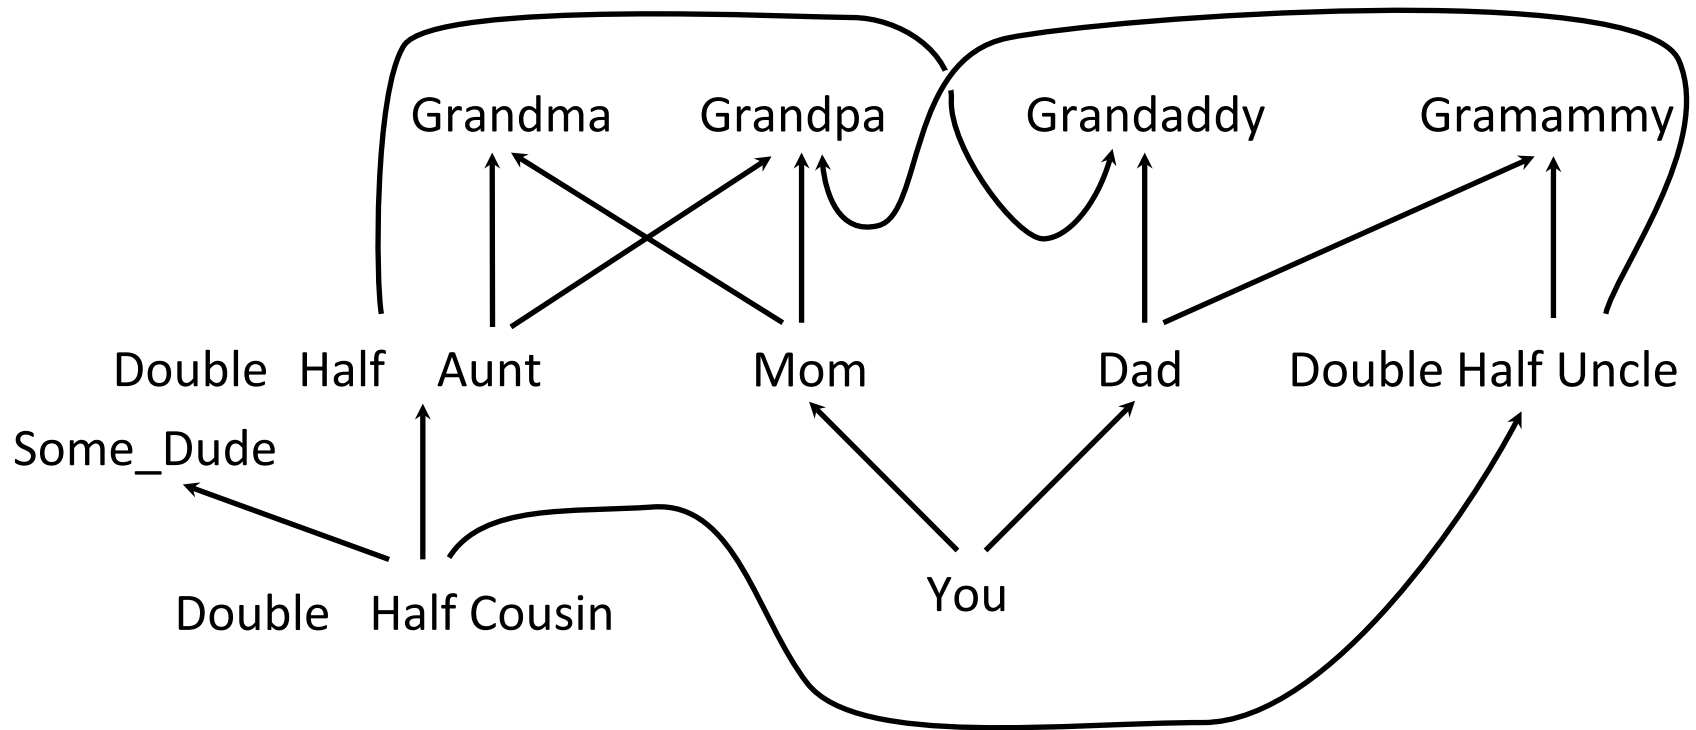 Grandma Grandpa Grandaddy Gramammy
Double Half Aunt Mom Dad Double Half Uncle
Some_Dude
Double Half Cousin You